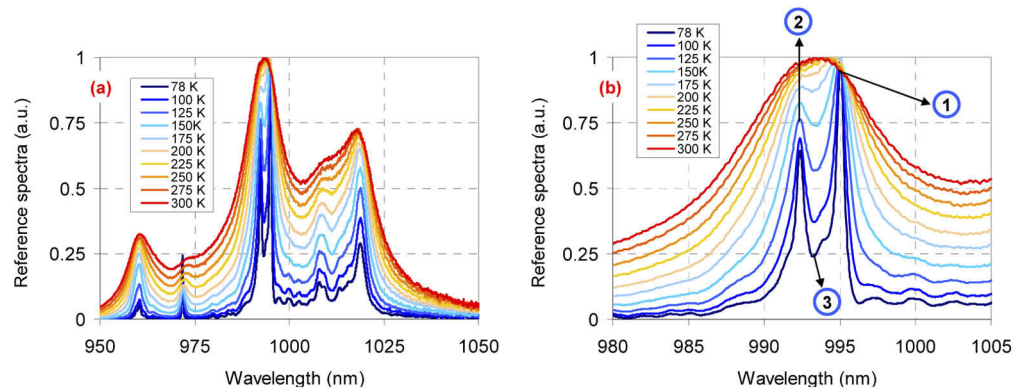 (a)
Reference spectra (a.u.)
1
0.75
0.5
0.25
0
78 K
100 K
125 K
150K
175 K
200 K
225 K
250 K
275 K
300 K
950
975
1000
1025
1050
Wavelength (nm)
(b)
Reference spectra (a.u.)
1
0.75
0.5
0.25
0
78 K
100 K
125 K
150K
175 K
200 K
225 K
250 K
275 K
300 K
2
1
3
980
985
990
995
1000
1005
Wavelength (nm)